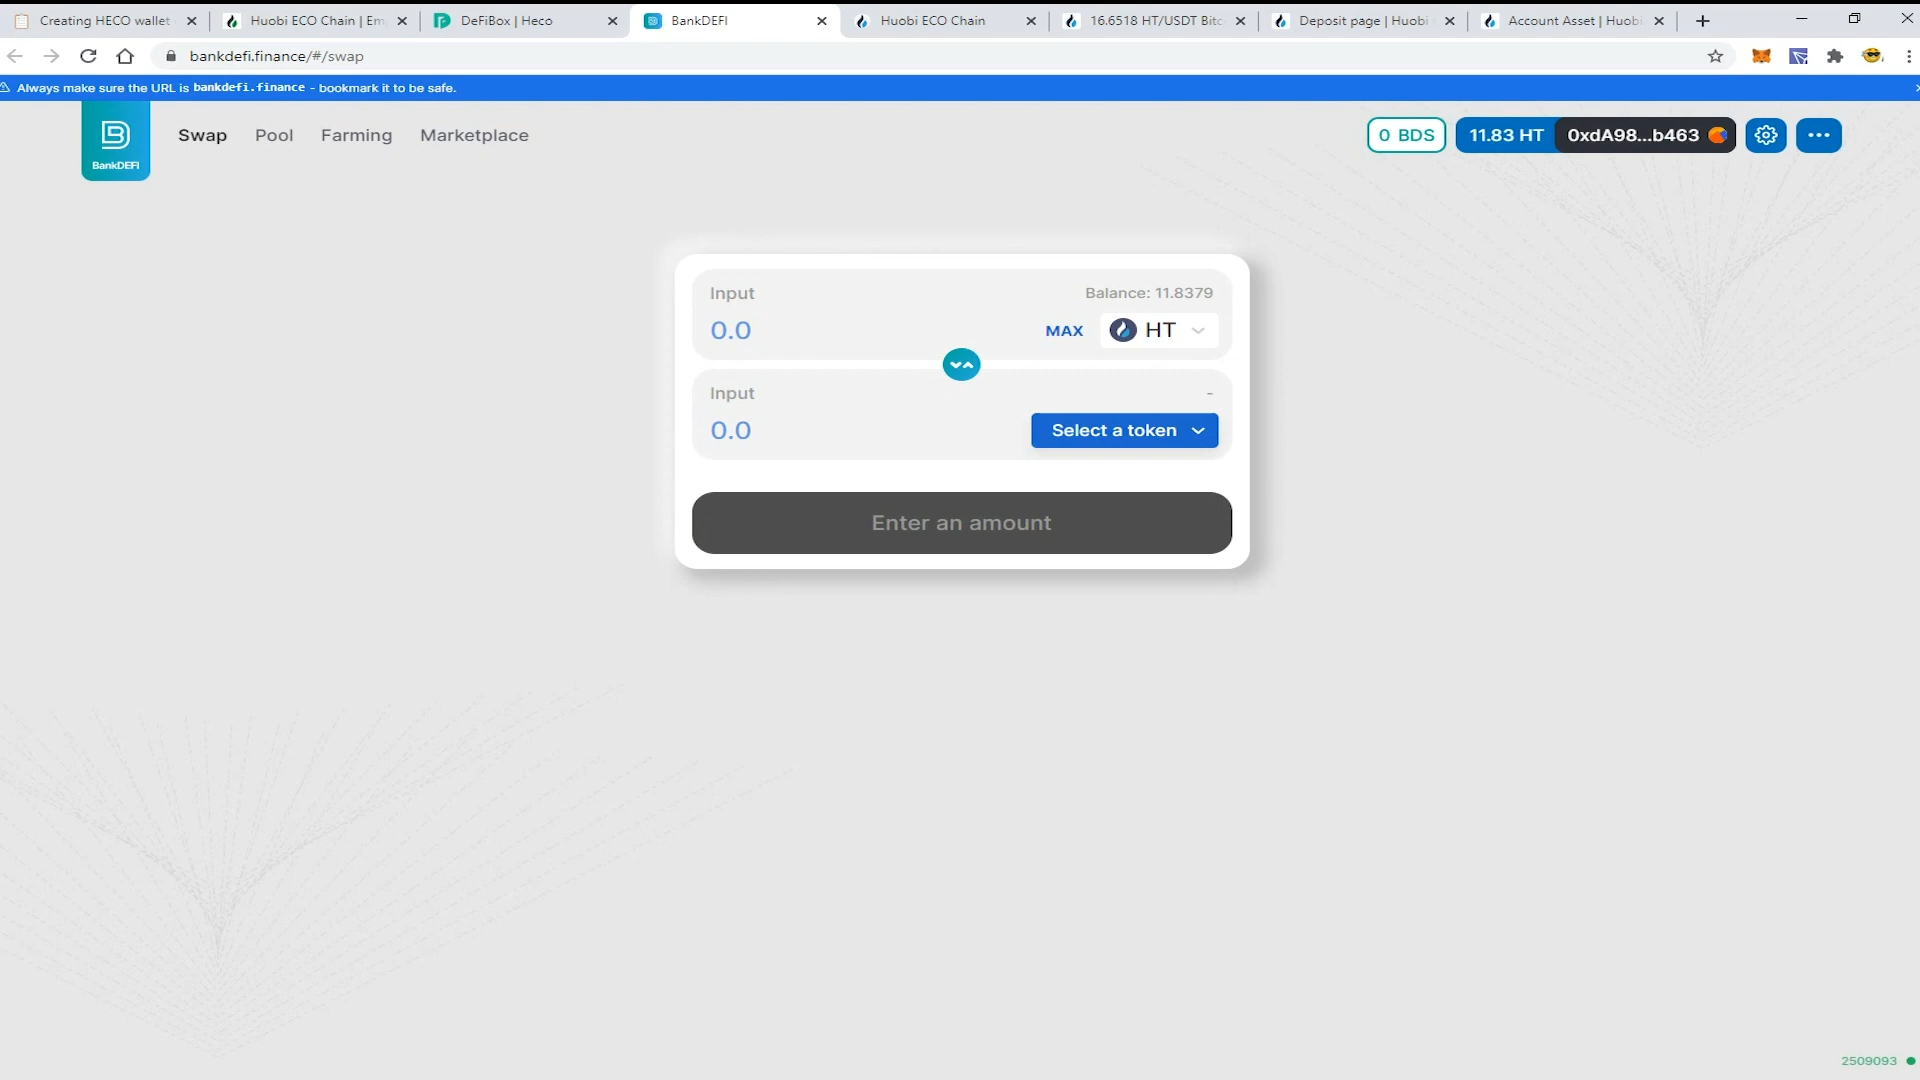 Creating HECO wallet
Huobi ECO Chain | Em
DeFiBox | Heco
BankDEFI
Huobi ECO Chain
16.6518 HT/USDT Bitc
Deposit page | Huobi
Account Asset | Huobi
bankdefi.finance/#/swap
Always make sure the URL is bankdefi.finance - bookmark it to be safe.
BankDEFI
Swap
Pool
Farming
Marketplace
0 BDS
11.83 HT
0xdA98...b463
Input
Balance: 11.8379
0.0
MAX
HT
Input
-
0.0
Select a token
Enter an amount
2509093